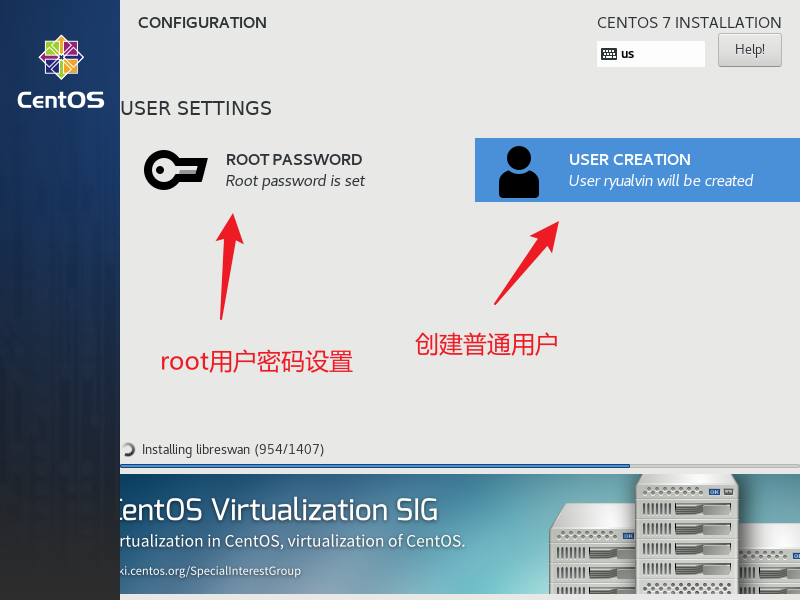 CONFIGURATION
CENTOS 7 INSTALLATION
us
Help!
CentOS
USER SETTINGS
ROOT PASSWORD
Root password is set
USER CREATION
User ryualvin will be created
root用户密码设置
创建普通用户
Installing libreswan (954/1407)
CentOS Virtualization SIG
rtualization in CentOS, virtualization of CentOS.
ki.centos.org/SpecialInterestGroup